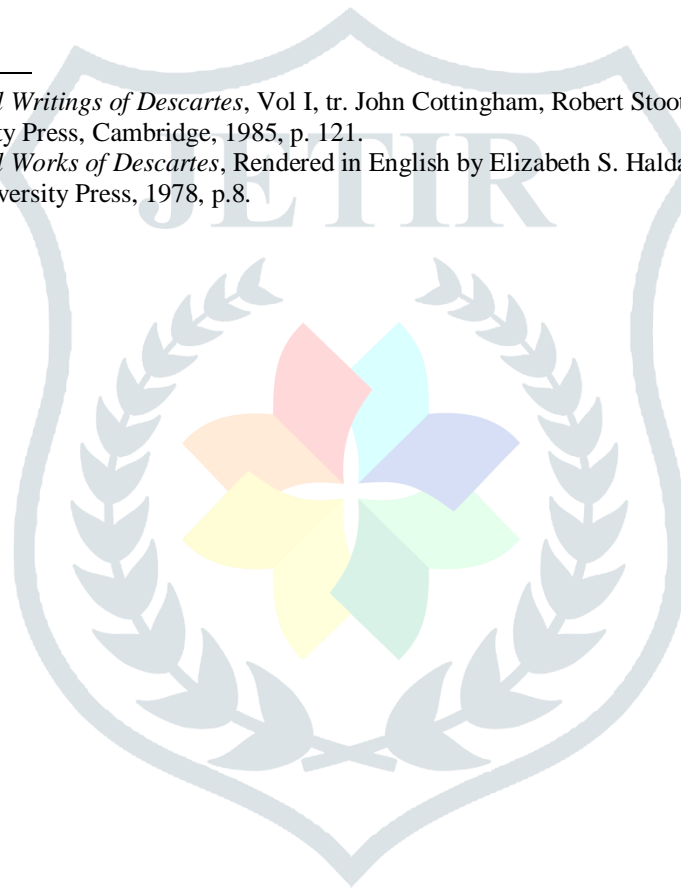 l Writings of Descartes, Vol I, tr. John Cottingham, Robert Stoot
ty Press, Cambridge, 1985, p. 121.
l Works of Descartes, Rendered in English by Elizabeth S. Halda
versity Press, 1978, p.8.
JETIR